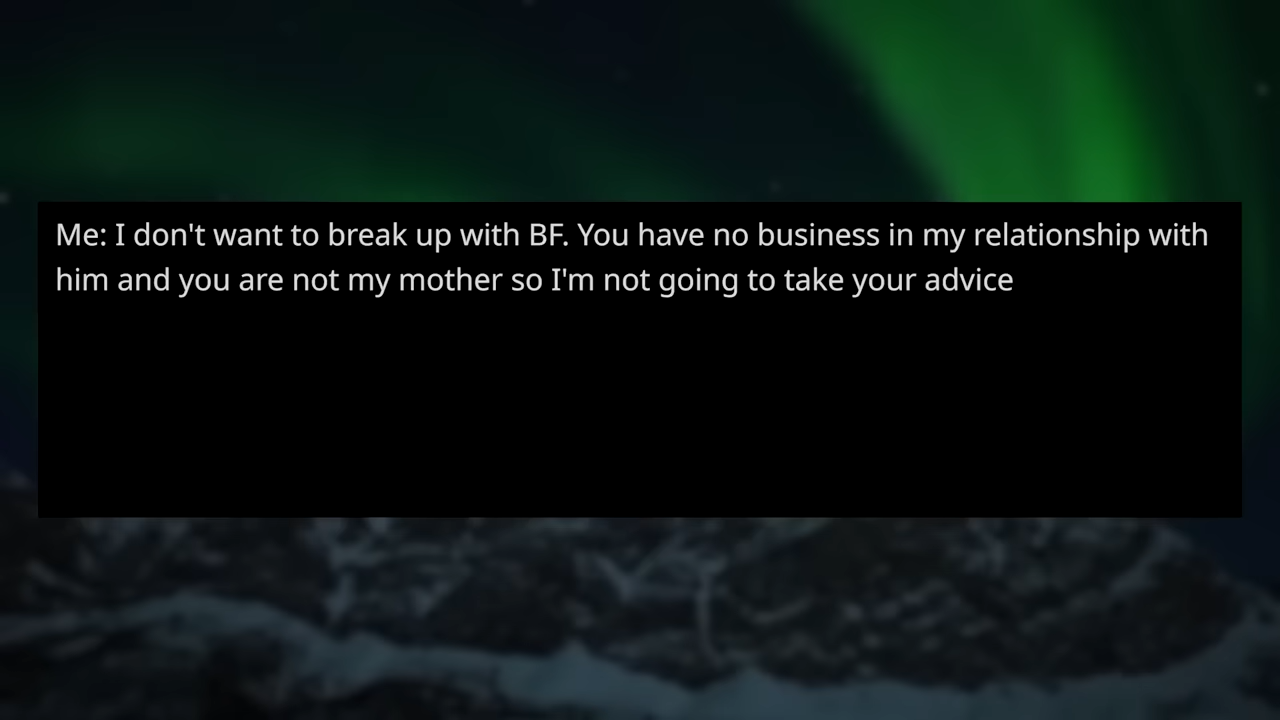 Me: I don't want to break up with BF. You have no business in my relationship with
him and you are not my mother so I'm not going to take your advice